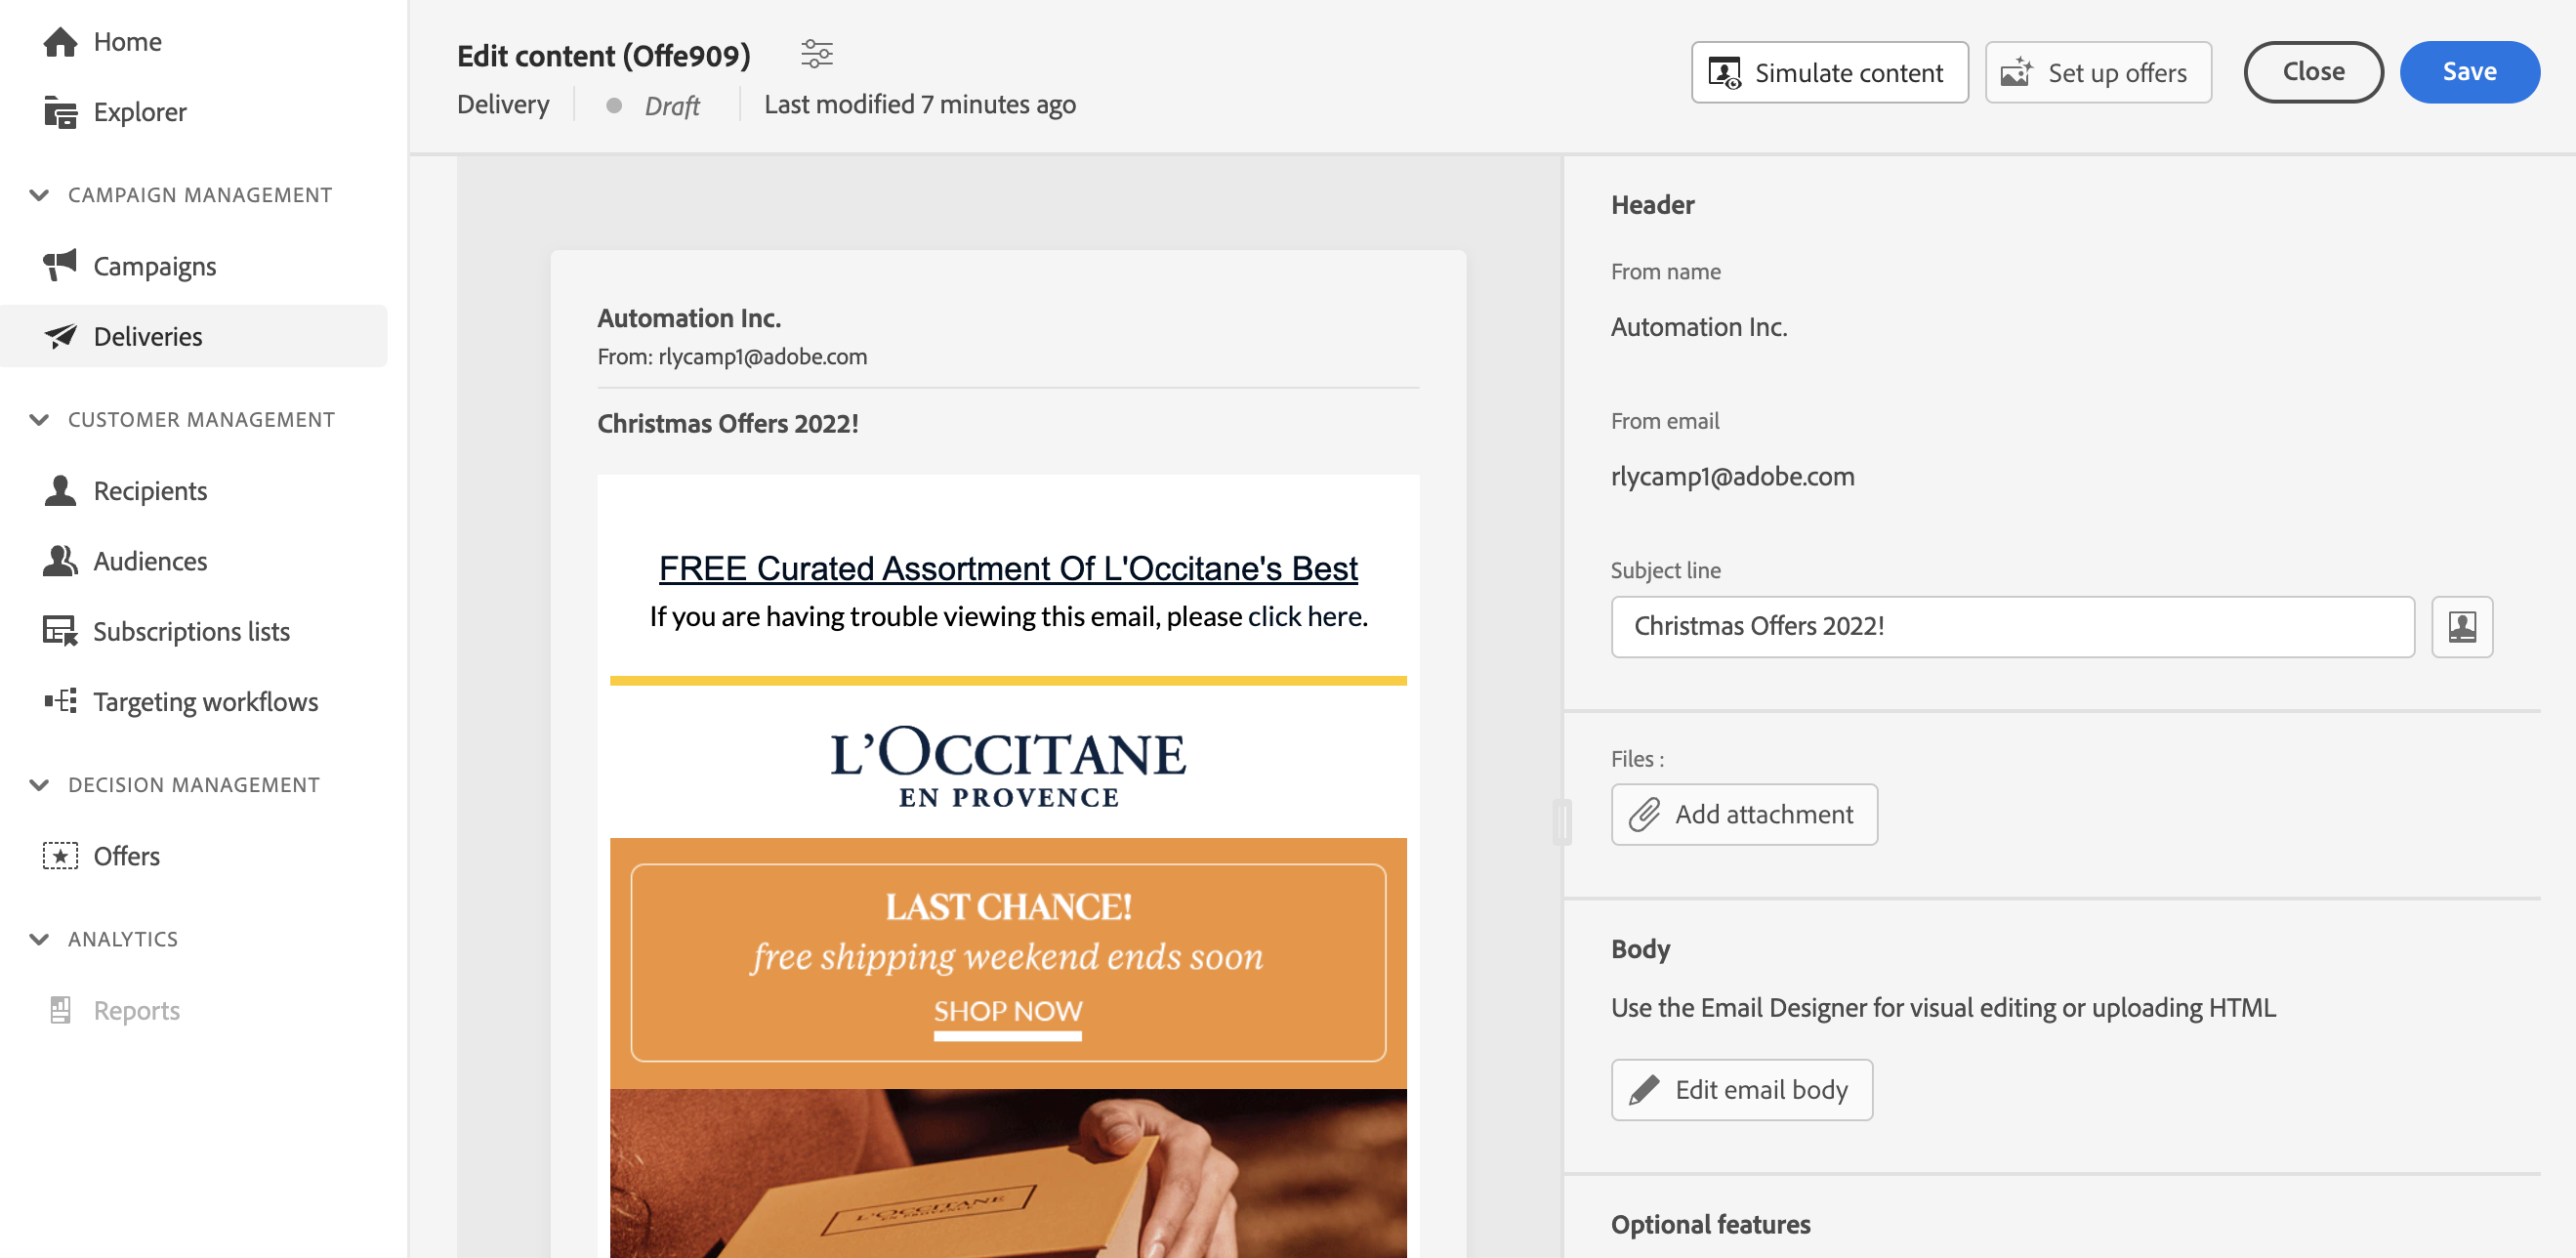 Home
Explorer
CAMPAIGN MANAGEMENT
Campaigns
Deliveries
CUSTOMER MANAGEMENT
Recipients
Audiences
Subscriptions lists
Targeting workflows
DECISION MANAGEMENT
Offers
ANALYTICS
Reports
Edit content (Offe909)
Delivery
Draft
Last modified 7 minutes ago
Simulate content
Set up offers
Close
Save
Automation Inc.
From: rlycamp1@adobe.com
Christmas Offers 2022!
FREE Curated Assortment Of L'Occitane's Best
If you are having trouble viewing this email, please click here.
L'OCCITANE
EN PROVENCE
LAST CHANCE!
free shipping weekend ends soon
SHOP NOW
L'OCCITANE
EN PROVENCE
Header
From name
Automation Inc.
From email
rlycamp1@adobe.com
Subject line
Christmas Offers 2022!
Files :
Add attachment
Body
Use the Email Designer for visual editing or uploading HTML
Edit email body
Optional features